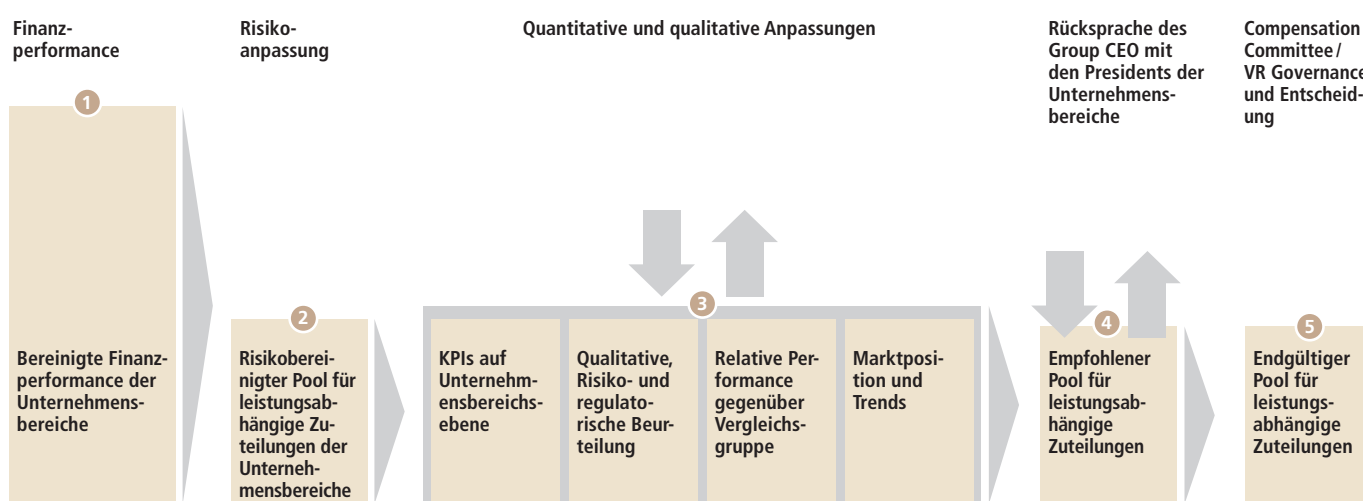 Finanz-
performance
Risiko-
anpassung
Quantitative und qualitative Anpassungen
Rücksprache des
Group CEO mit
den Presidents der
Unternehmens-
bereiche
Compensation
Committee /
VR Governance
und Entscheid-
ung
1
Bereinigte Finanz-
performance der
Unternehmens-
bereiche
2
Risikoberei-
nigter Pool für
leistungsab-
hängige Zu-
teilungen der
Unterneh-
mensbereiche
3
KPIs auf
Unternehm-
ensbereichs-
ebene
Qualitative,
Risiko- und
regulato-
rische Beur-
teilung
Relative Per-
formance
gegenüber
Vergleichs-
gruppe
Marktposi-
tion und
Trends
4
Empfohlener
Pool für
leistungsab-
hängige
Zuteilungen
5
Endgültiger
Pool für
leistungs-
abhängige
Zuteilungen